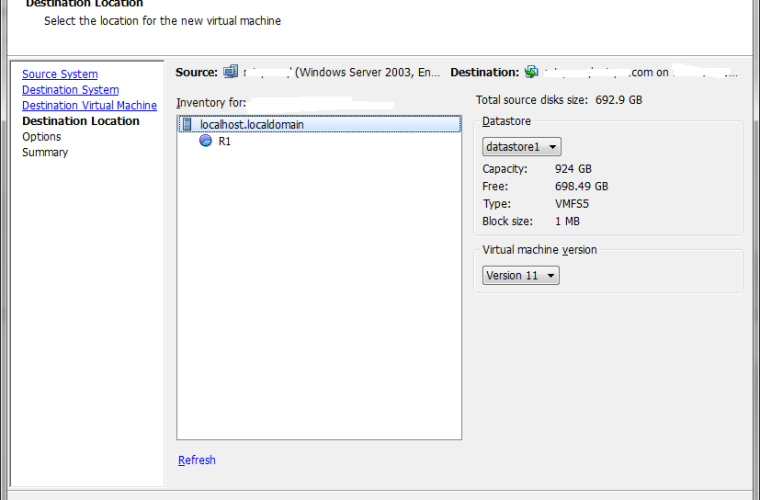 Destination Location
Select the location for the new virtual machine
Source System
Destination System
Destination Virtual Machine
Destination Location
Options
Summary
Source: (Windows Server 2003, En... Destination: .com on ...
Inventory for:
localhost.localdomain
R1
Refresh
Total source disks size: 692.9 GB
Datastore
datastore1
Capacity: 924 GB
Free: 698.49 GB
Type: VMFS5
Block size: 1 MB
Virtual machine version
Version 11